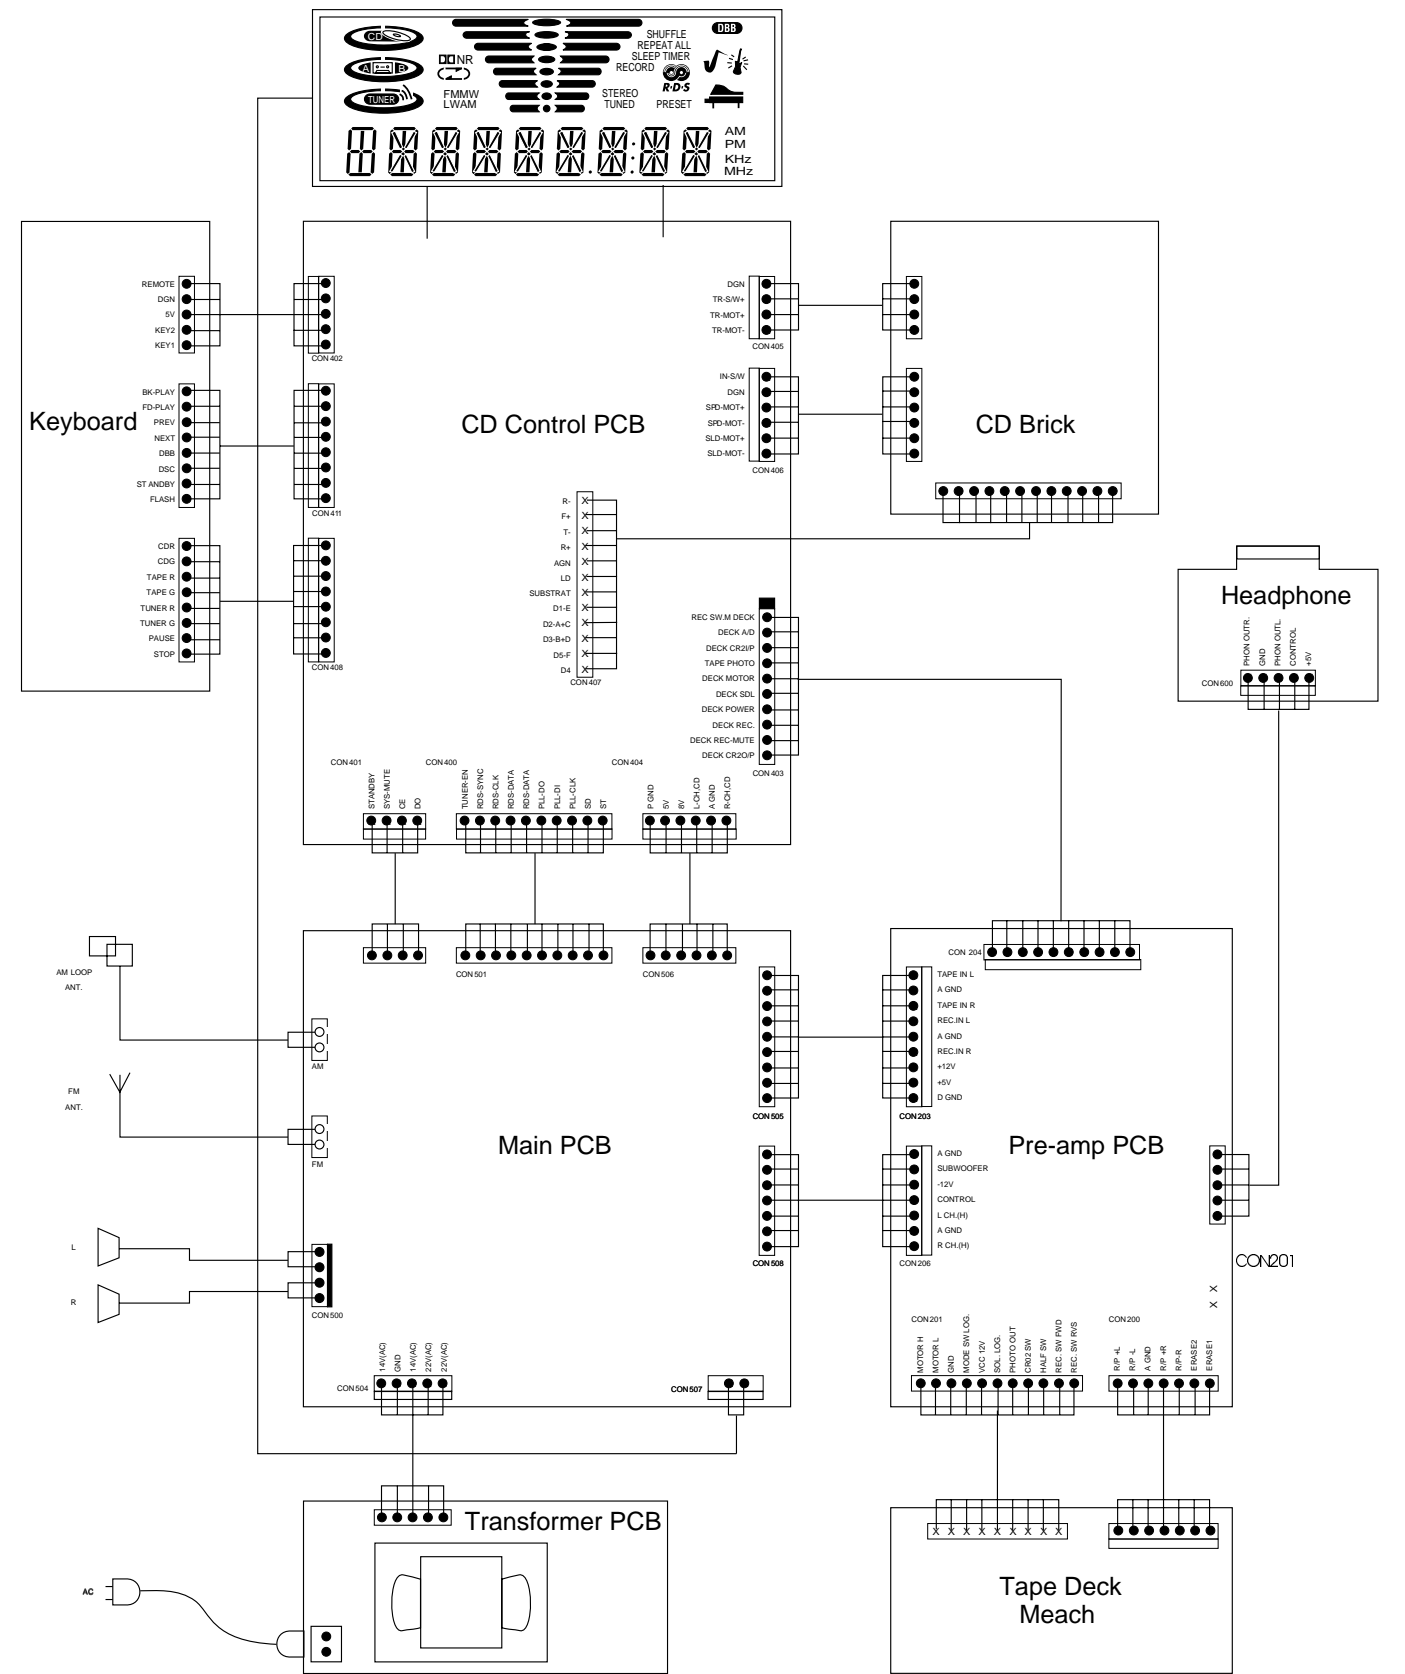 CD
A B
TUNER
NR
FMMW
LWAM
SHUFFLE
REPEAT ALL
SLEEP TIMER
RECORD
R·D·S
STEREO
TUNED
PRESET
DBB
AM
PM
KHz
MHz
Keyboard
REMOTE
DGN
5V
KEY2
KEY1
BK-PLAY
FD-PLAY
PREV
NEXT
DBB
DSC
ST ANDBY
FLASH
CDR
CDG
TAPE R
TAPE G
TUNER R
TUNER G
PAUSE
STOP
CON402
CON411
CON408
CD Control PCB
DGN
TR-S/W+
TR-MOT+
TR-MOT-
CON405
IN-S/W
DGN
SPD-MOT+
SPD-MOT-
SLD-MOT+
SLD-MOT-
CON406
R-
F+
T-
R+
AGN
LD
SUBSTRAT
D1-E
D2-A+C
D3-B+D
D5-F
D4
CON407
REC SW.M DECK
DECK A/D
DECK CR2I/P
TAPE PHOTO
DECK MOTOR
DECK SDL
DECK POWER
DECK REC.
DECK REC-MUTE
DECK CR2O/P
CON403
CON401
STANDBY
SYS-MUTE
CE
DO
CON400
TUNER-EN
RDS-SYNC
RDS-CLK
RDS-DATA
RDS-DATA
PLL-DO
PLL-DI
PLL-CLK
SD
ST
CON404
P GND
5V
8V
L-CH.CD
A GND
R-CH.CD
CD Brick
Headphone
PHON OUTR.
GND
PHON OUTL.
CONTROL
+5V
CON600
AM LOOP
ANT.
FM
ANT.
L
R
AM
FM
CON500
CON501
CON506
Main PCB
CON505
CON508
14V(AC)
GND
14V(AC)
22V(AC)
22V(AC)
CON504
CON507
CON 204
TAPE IN L
A GND
TAPE IN R
REC.IN L
A GND
REC.IN R
+12V
+5V
D GND
CON203
Pre-amp PCB
A GND
SUBWOOFER
-12V
CONTROL
L CH.(H)
A GND
R CH.(H)
CON206
CON201
X X
CON201
MOTOR H
MOTOR L
GND
MODE SW LOG.
VCC 12V
SOL. LOG.
PHOTO OUT
CR02 SW
HALF SW
REC. SW FWD
REC. SW RVS
CON200
R/P +L
R/P -L
A GND
R/P +R
R/P-R
ERASE2
ERASE1
Transformer PCB
AC
Tape Deck
Meach